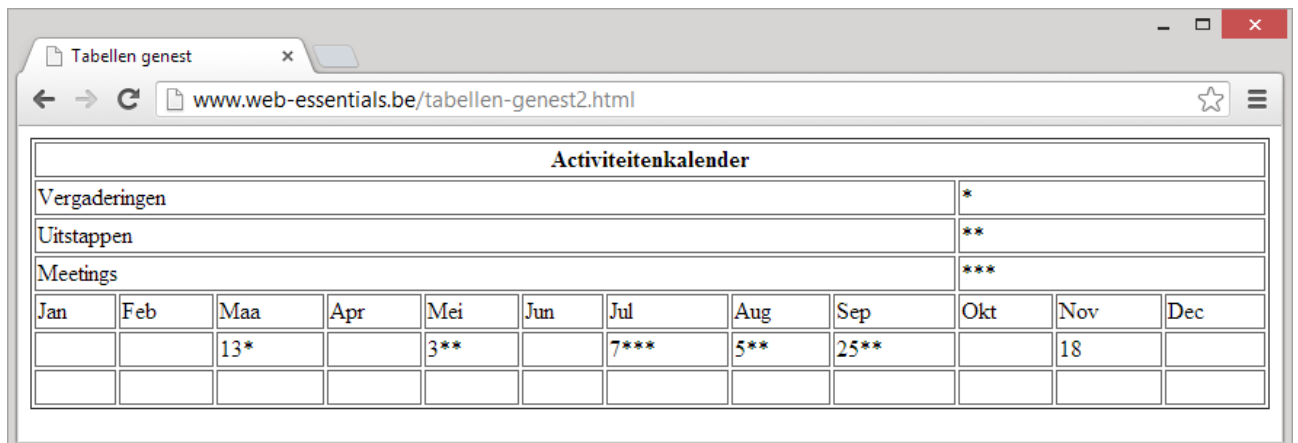 Tabellen genest
www.web-essentials.be/tabellen-genest2.html
Activiteitenkalender
Vergaderingen *
Uitstappen **
Meetings ***
Jan Feb Maa Apr Mei Jun Jul Aug Sep Okt Nov Dec
13* 3** 7*** 5** 25** 18